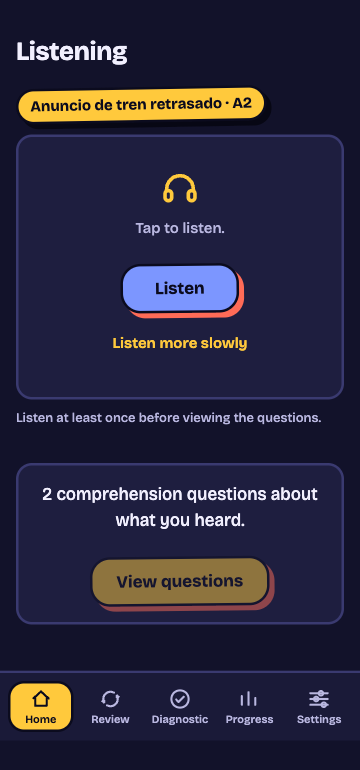 Listening
Anuncio de tren retrasado · A2
Tap to listen.
Listen
Listen more slowly
Listen at least once before viewing the questions.
2 comprehension questions about
what you heard.
View questions
Home
Review
Diagnostic
Progress
Settings